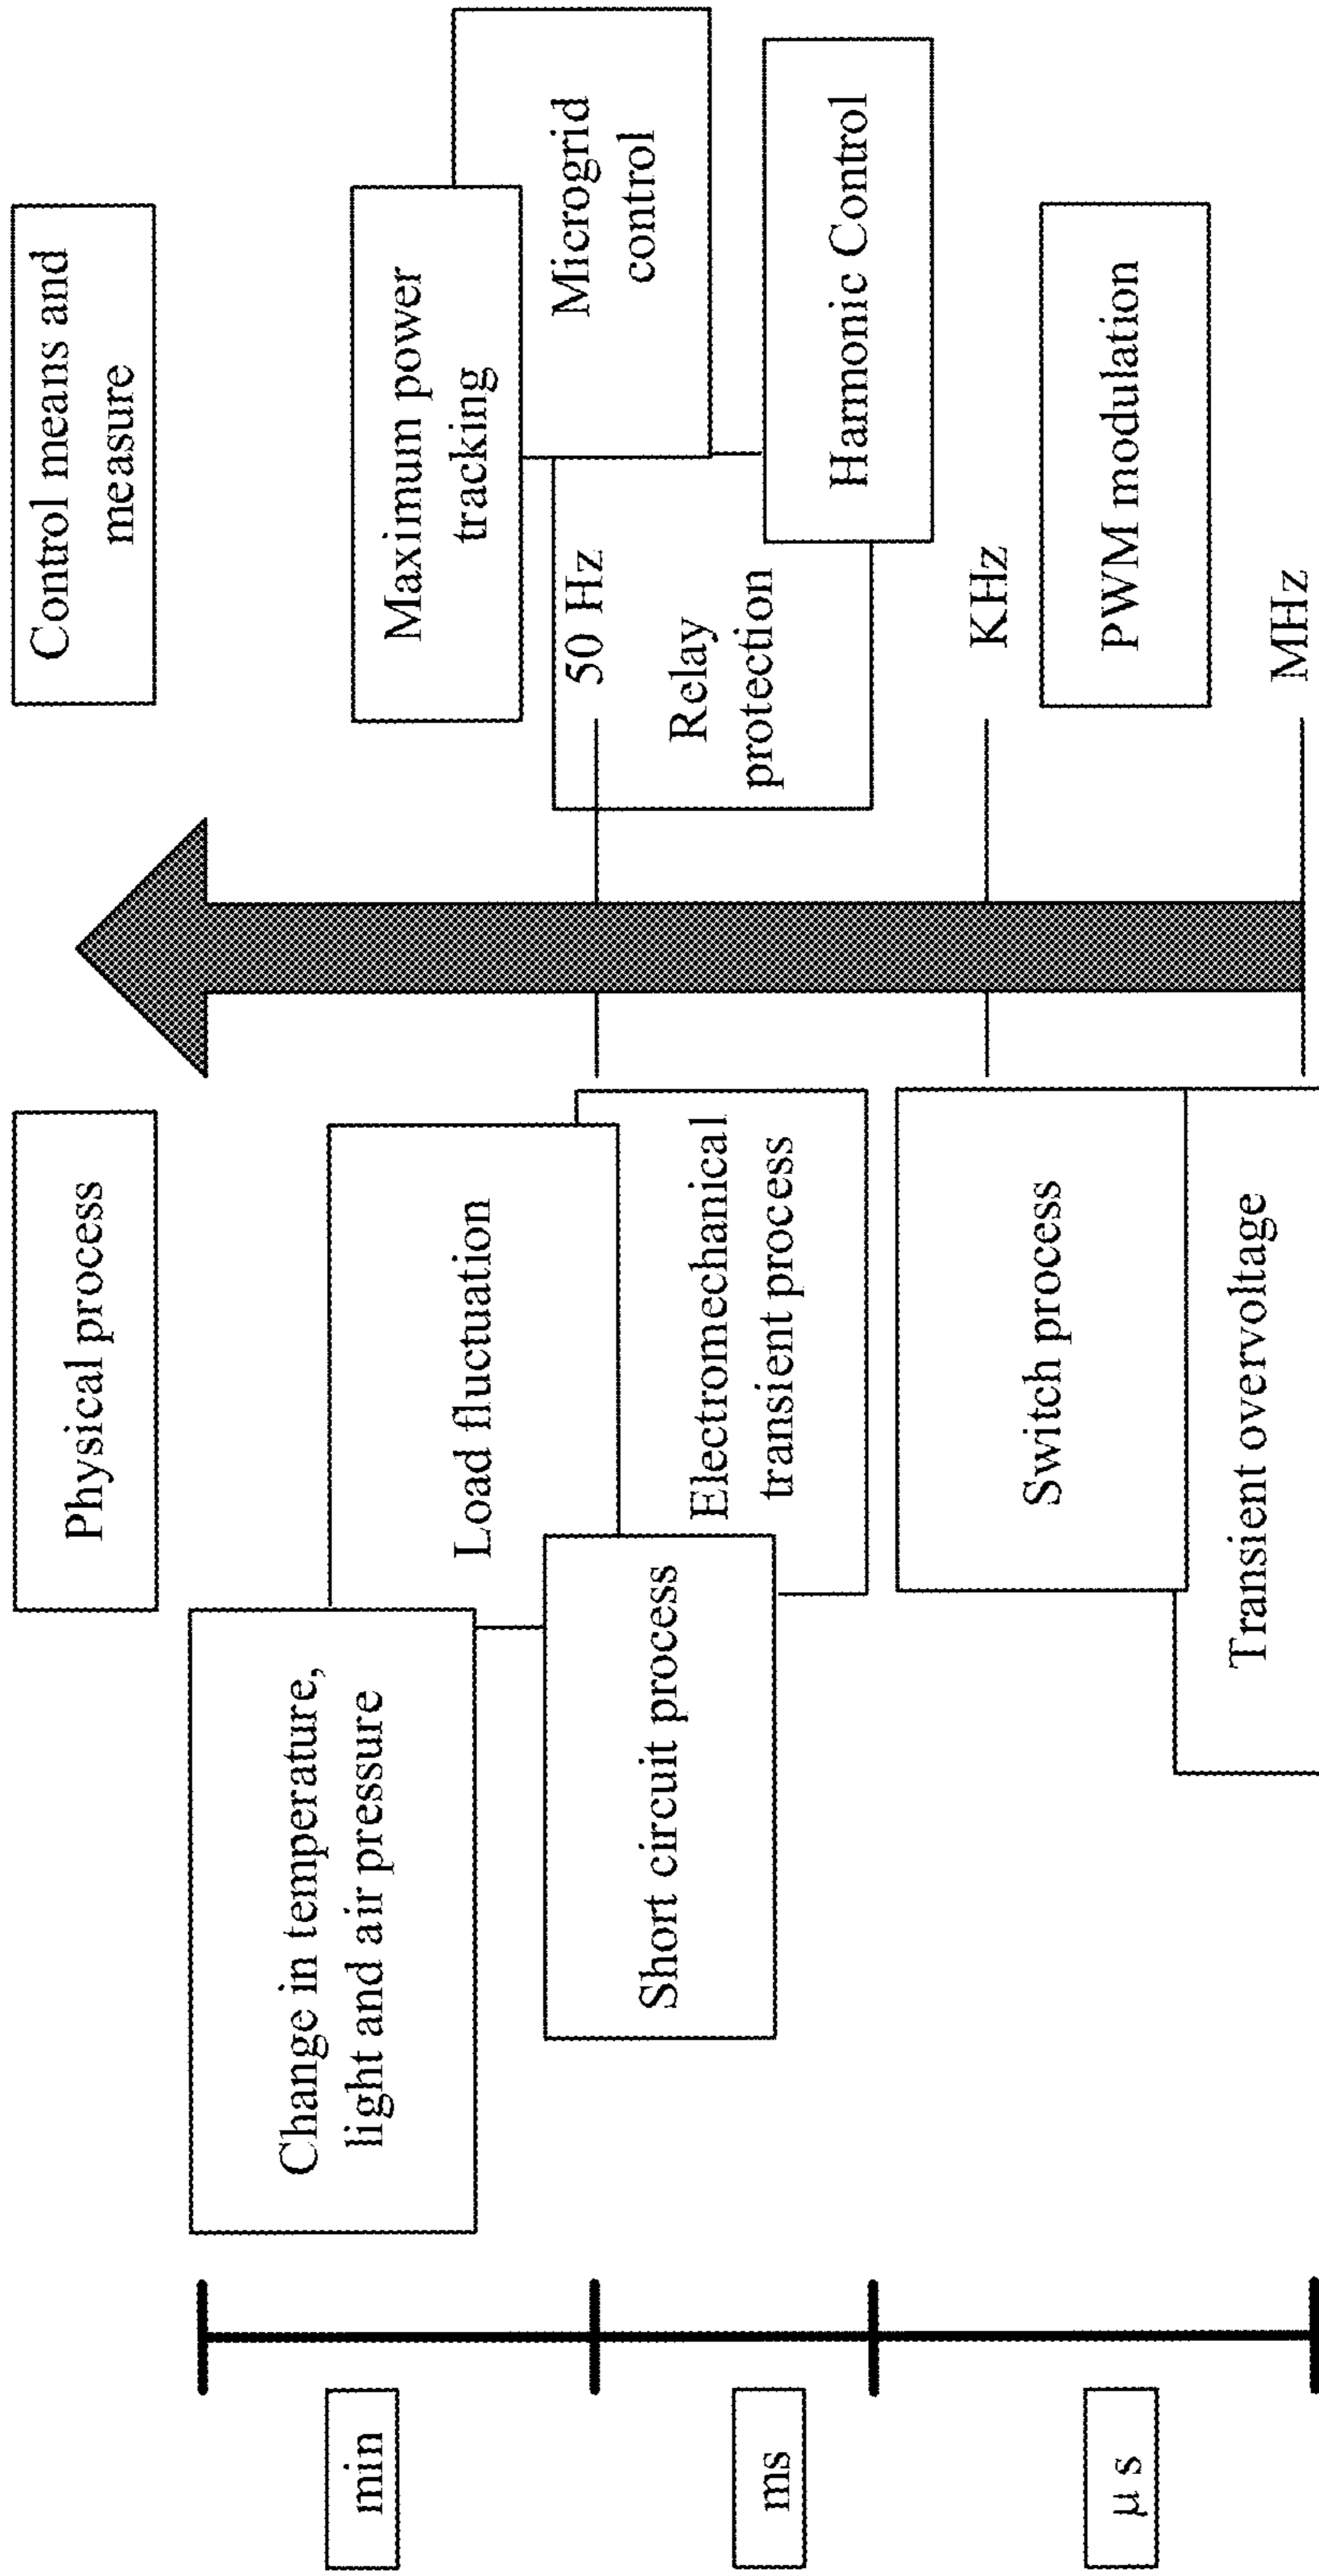 Physical process
Control means and
measure
min
Change in temperature,
light and air pressure
Load fluctuation
Maximum power
tracking
Microgrid
control
50 Hz
ms
Short circuit process
Electromechanical
transient process
Relay
protection
Harmonic Control
KHz
μ s
Switch process
PWM modulation
Transient overvoltage
MHz